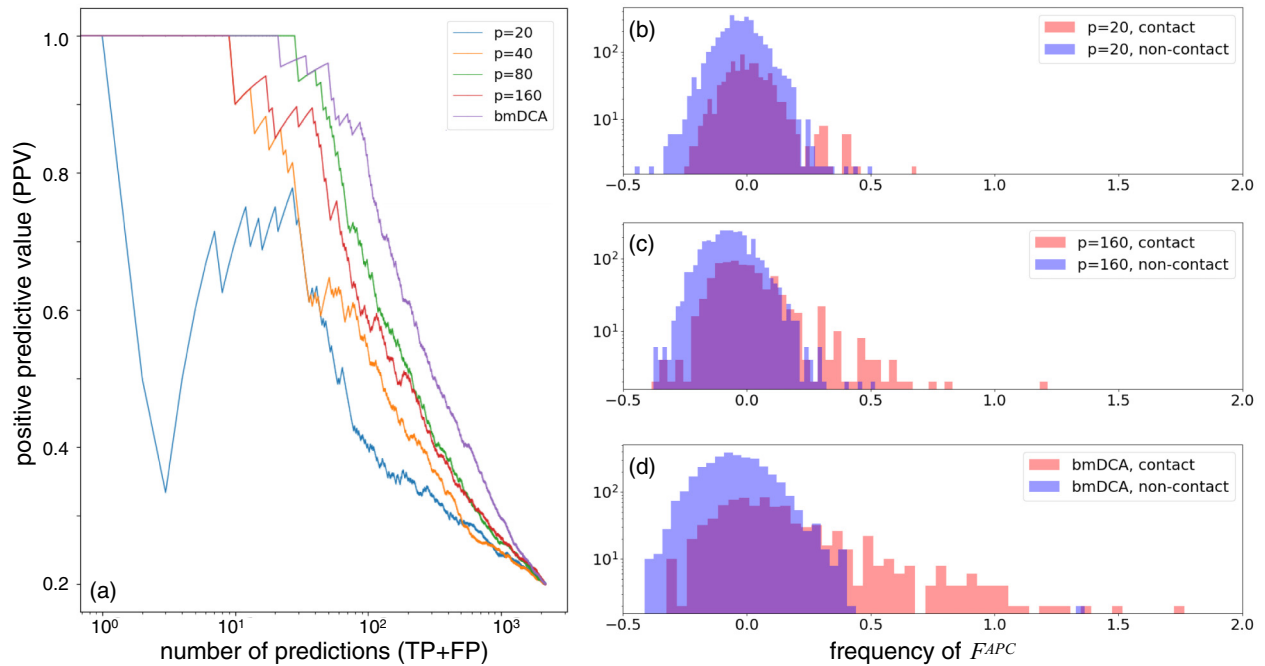 positive predictive value (PPV)
1.0
0.8
0.6
0.4
0.2
(a)
p=20
p=40
p=80
p=160
bmDCA
10⁰
10¹
10²
10³
number of predictions (TP+FP)
(b)
p=20, contact
p=20, non-contact
10²
10¹
−0.5 0.0 0.5 1.0 1.5 2.0
(c)
p=160, contact
p=160, non-contact
10²
10¹
−0.5 0.0 0.5 1.0 1.5 2.0
(d)
bmDCA, contact
bmDCA, non-contact
10²
10¹
−0.5 0.0 0.5 1.0 1.5 2.0
frequency of F^APC